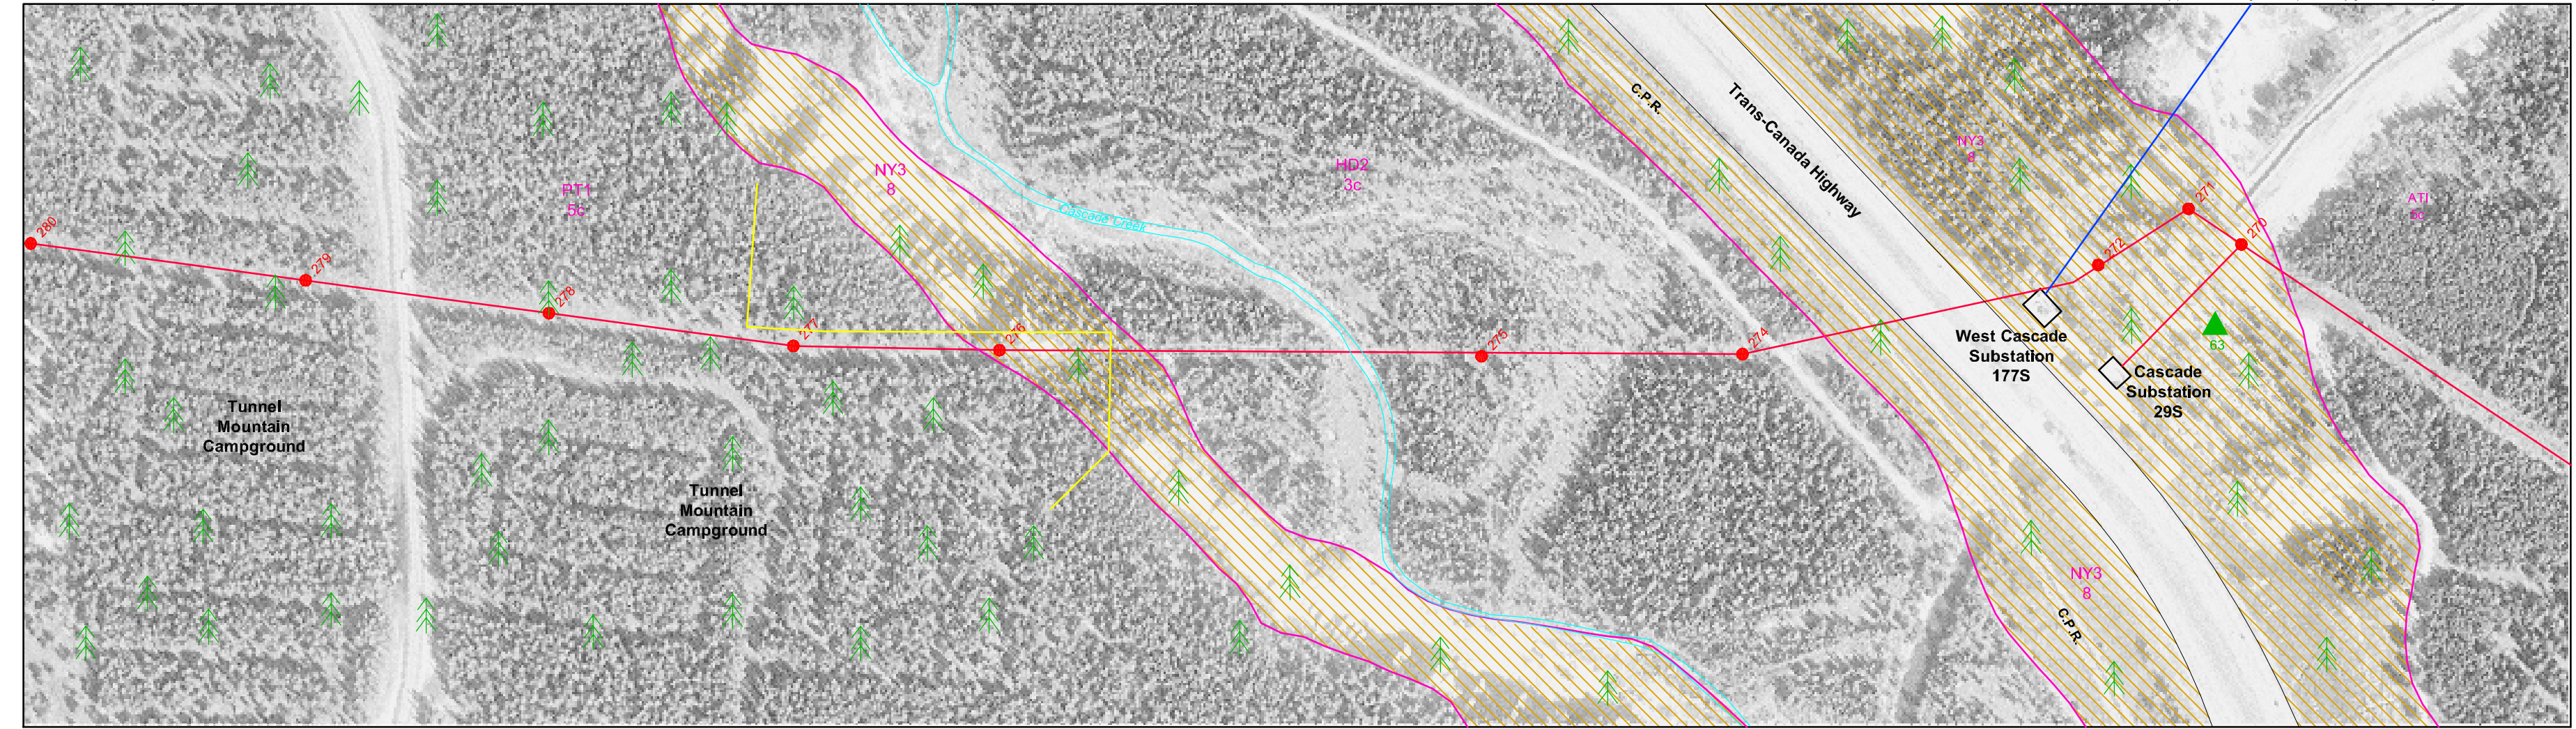 C.P.R.
Trans-Canada Highway
NY3
8
HD2
3c
NY3
8
PT1
5c
ATI
5c
Cascade Creek
280
279
278
277
276
275
274
272
271
270
63
West Cascade
Substation
177S
Cascade
Substation
29S
Tunnel
Mountain
Campground
Tunnel
Mountain
Campground
NY3
8
C.P.R.